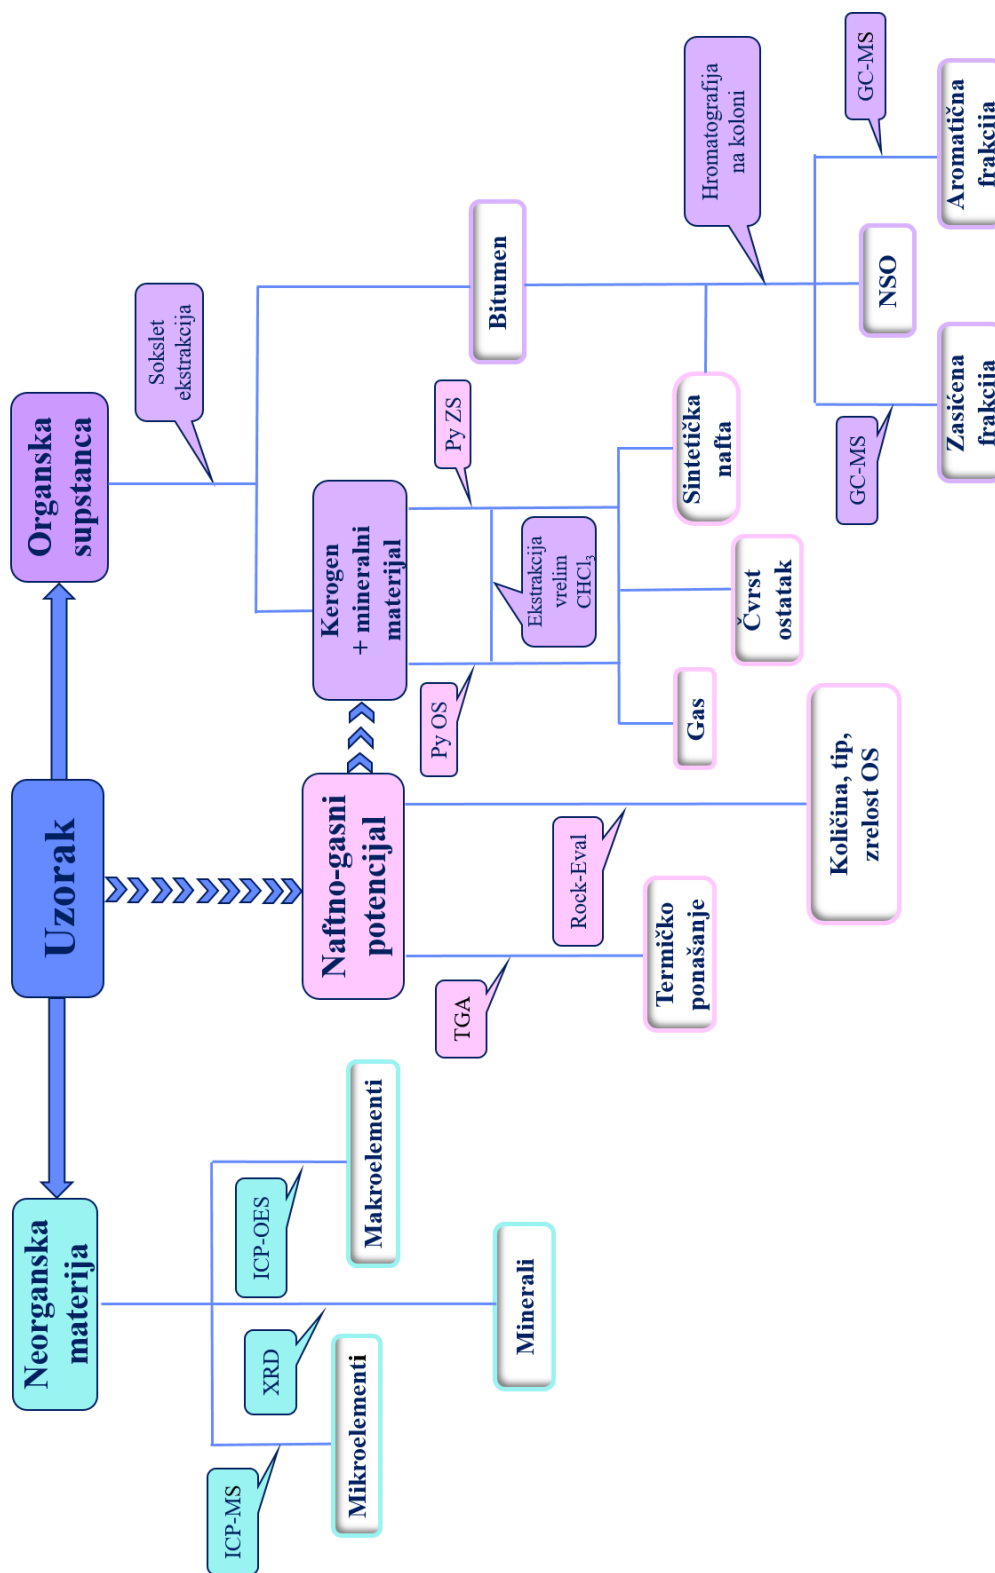 Uzorak
Neorganska
materija
Organska
supstanca
ICP-MS
XRD
ICP-OES
Mikroelementi
Minerali
Makroelementi
Naftno-gasni
potencijal
TGA
Rock-Eval
Termičko
ponašanje
Količina, tip,
zrelost OS
Sokslet
ekstrakcija
Kerogen
+ mineralni
materijal
Bitumen
Py OS
Py ZS
Ekstrakcija
vrelim
CHCl₃
Gas
Čvrst
ostatak
Sintetička
nafta
Hromatografija
na koloni
GC-MS
GC-MS
Zasićena
frakcija
NSO
Aromatična
frakcija